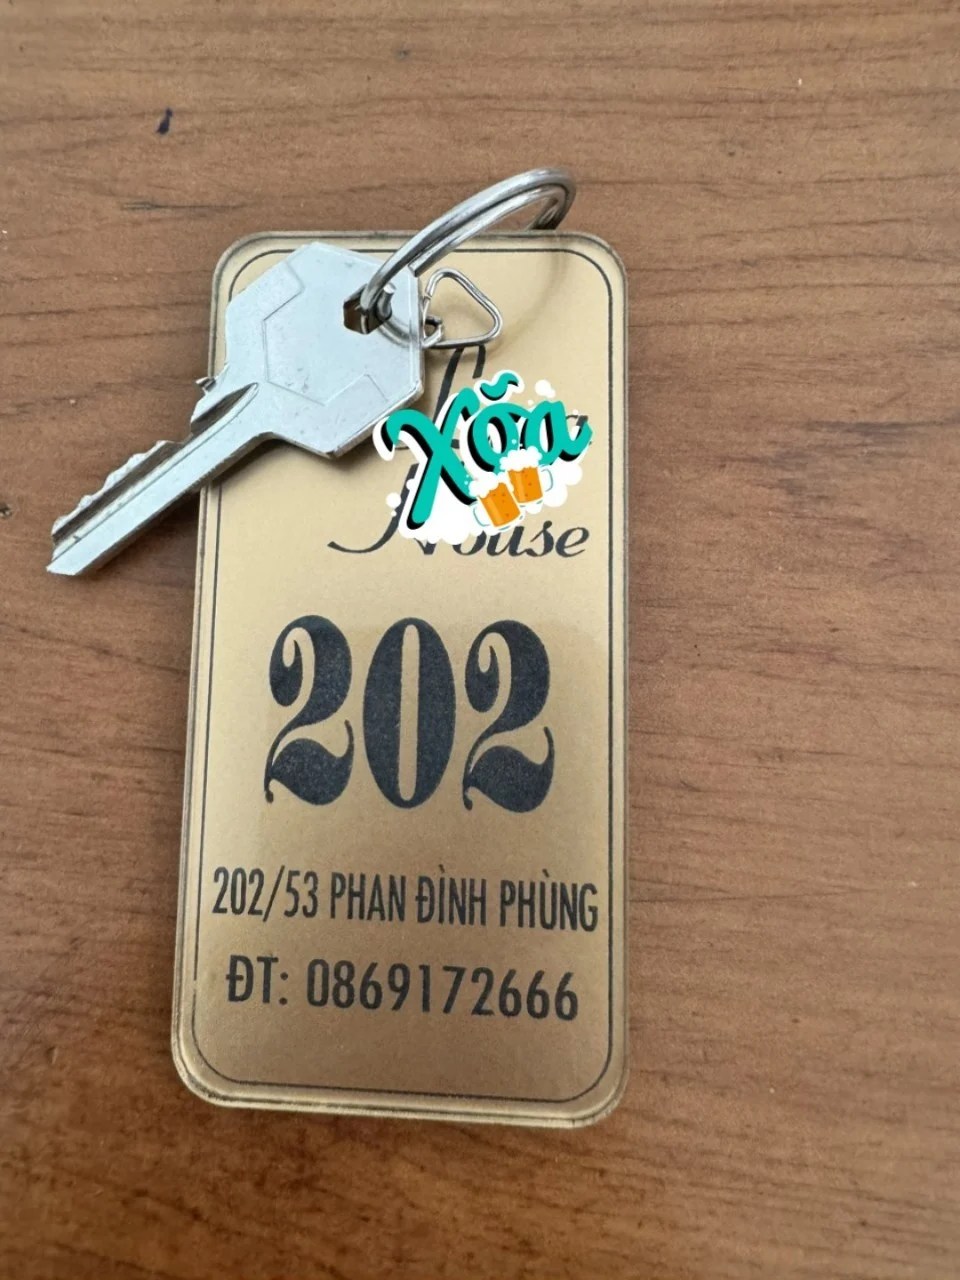 Xõa
House
202
202/53 PHAN ĐÌNH PHÙNG
ĐT: 0869172666